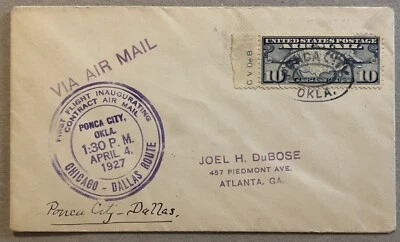 VIA AIR MAIL
FIRST FLIGHT INAUGURATING
CONTRACT AIR MAIL
PONCA CITY,
OKLA.
1:30 P. M.
APRIL 4,
1927
CHICAGO - DALLAS ROUTE
Ponca City - Dallas.
UNITED STATES POSTAGE
AIR MAIL
10 10
PONCA CITY
OKLA.
JOEL H. DuBOSE
457 PIEDMONT AVE.
ATLANTA, GA.